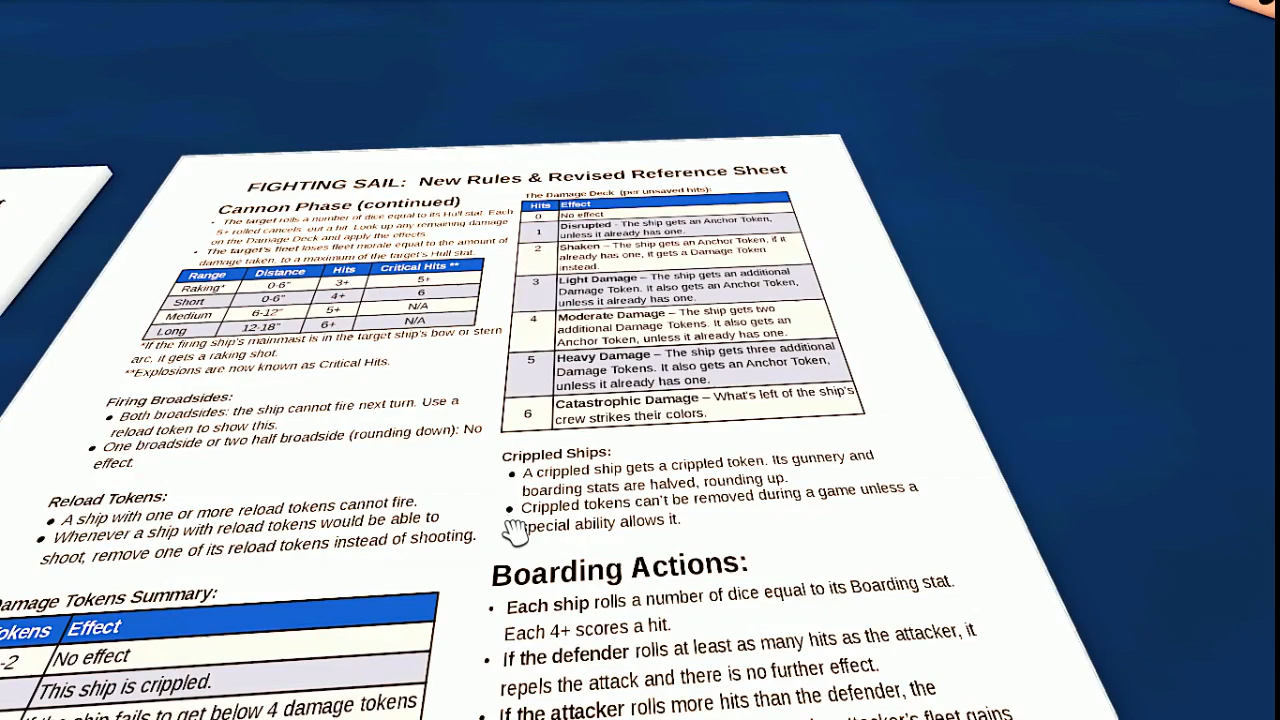 FIGHTING SAIL: New Rules & Revised Reference Sheet
Cannon Phase (continued)
• The target rolls a number of dice equal to its Hull stat. Each
5+ rolled cancels out a hit. Look up any remaining damage
on the Damage Deck and apply the effects.
• The target's fleet loses fleet morale equal to the amount of
damage taken, to a maximum of the target's Hull stat.
Range Distance Hits Critical Hits **
Raking* 0-6" 3+ 5+
Short 0-6" 4+ 6
Medium 6-12" 5+ N/A
Long 12-18" 6+ N/A
*If the firing ship's mainmast is in the target ship's bow or stern
arc, it gets a raking shot.
**Explosions are now known as Critical Hits.
Firing Broadsides:
● Both broadsides: the ship cannot fire next turn. Use a
reload token to show this.
● One broadside or two half broadside (rounding down): No
effect.
Reload Tokens:
● A ship with one or more reload tokens cannot fire.
● Whenever a ship with reload tokens would be able to
shoot, remove one of its reload tokens instead of shooting.
amage Tokens Summary:
okens Effect
-2 No effect
This ship is crippled.
If the ship fails to get below 4 damage tokens
The Damage Deck (per unsaved hits):
Hits Effect
0 No effect
1 Disrupted - The ship gets an Anchor Token,
unless it already has one.
2 Shaken – The ship gets an Anchor Token, if it
already has one, it gets a Damage Token
instead.
3 Light Damage – The ship gets an additional
Damage Token. It also gets an Anchor Token,
unless it already has one.
4 Moderate Damage – The ship gets two
additional Damage Tokens. It also gets an
Anchor Token, unless it already has one.
5 Heavy Damage – The ship gets three additional
Damage Tokens. It also gets an Anchor Token,
unless it already has one.
6 Catastrophic Damage – What's left of the ship's
crew strikes their colors.
Crippled Ships:
● A crippled ship gets a crippled token. Its gunnery and
boarding stats are halved, rounding up.
● Crippled tokens can't be removed during a game unless a
special ability allows it.
Boarding Actions:
• Each ship rolls a number of dice equal to its Boarding stat.
Each 4+ scores a hit.
• If the defender rolls at least as many hits as the attacker, it
repels the attack and there is no further effect.
• If the attacker rolls more hits than the defender, the
attacker's fleet gains